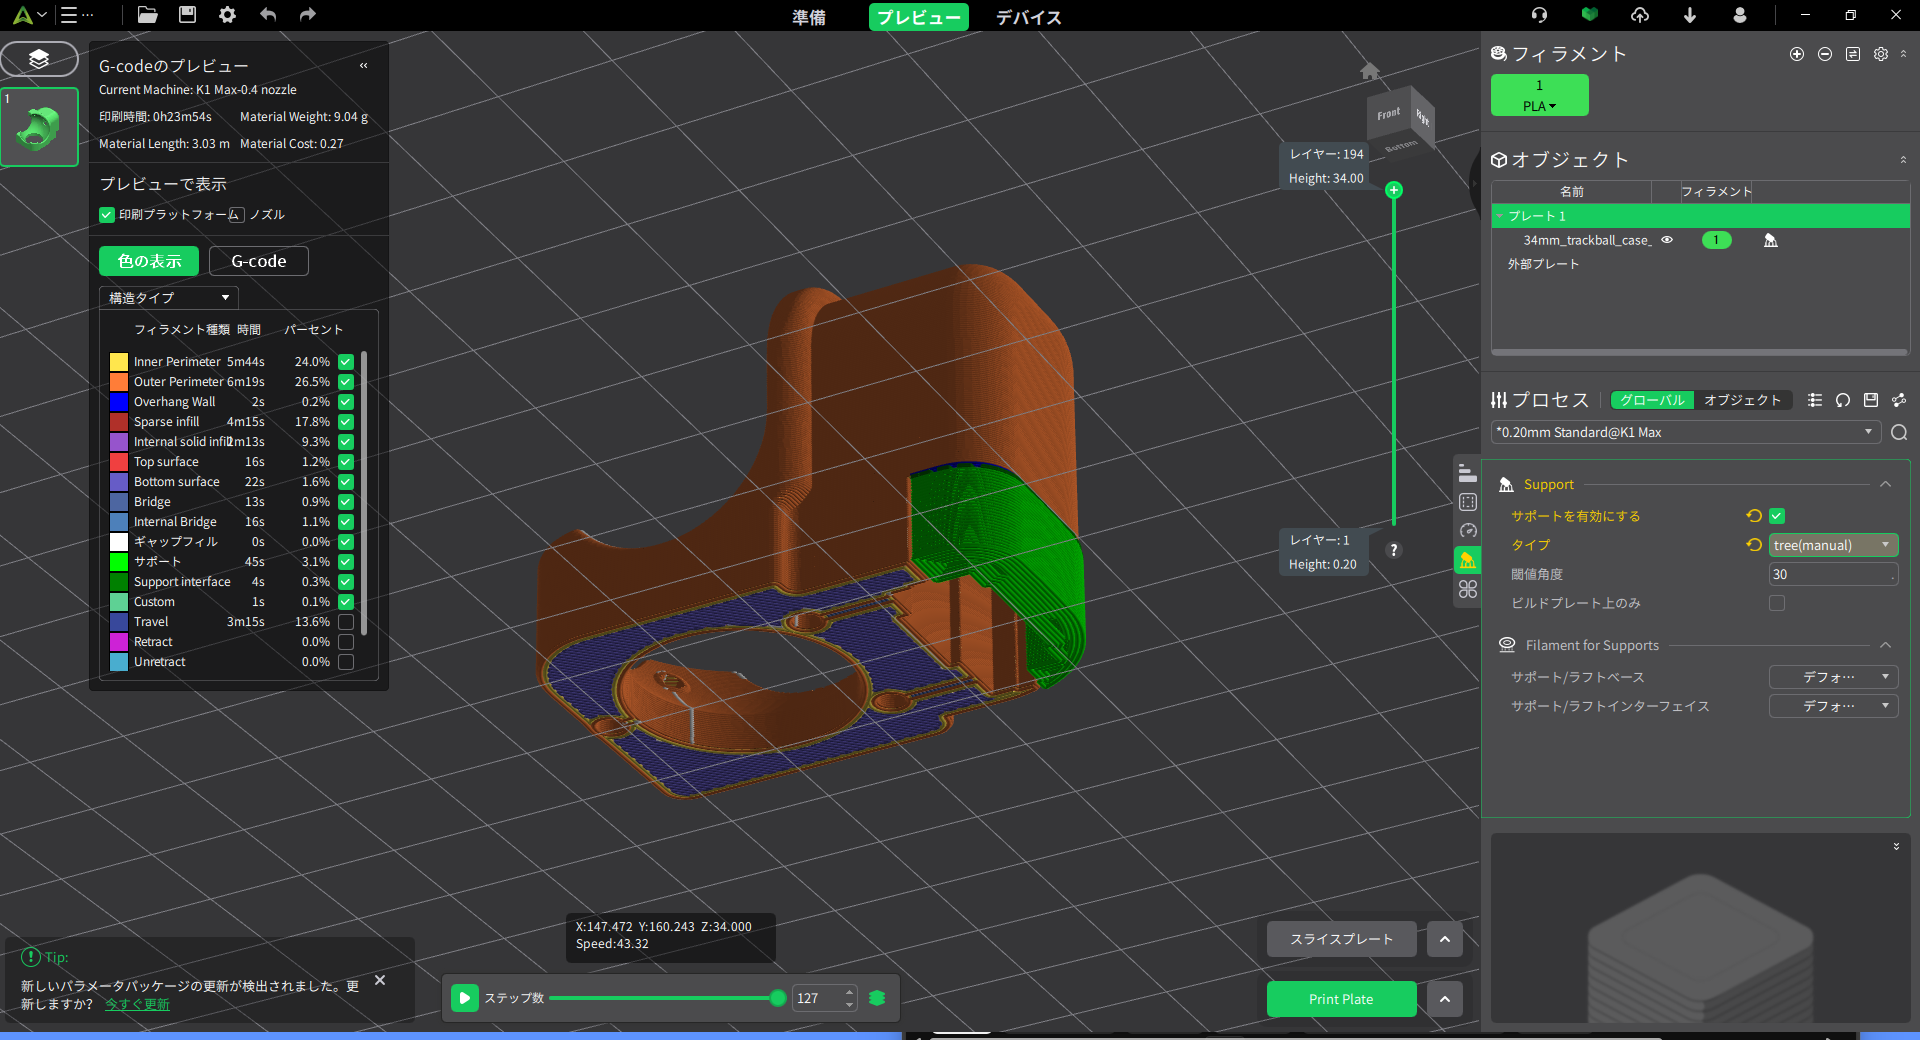 準備
プレビュー
デバイス
1
G-codeのプレビュー
Current Machine: K1 Max-0.4 nozzle
印刷時間: 0h23m54s Material Weight: 9.04 g
Material Length: 3.03 m Material Cost: 0.27
プレビューで表示
印刷プラットフォーム ノズル
色の表示 G-code
構造タイプ
フィラメント種類 時間 パーセント
Inner Perimeter 5m44s 24.0%
Outer Perimeter 6m19s 26.5%
Overhang Wall 2s 0.2%
Sparse infill 4m15s 17.8%
Internal solid infill 2m13s 9.3%
Top surface 16s 1.2%
Bottom surface 22s 1.6%
Bridge 13s 0.9%
Internal Bridge 16s 1.1%
ギャップフィル 0s 0.0%
サポート 45s 3.1%
Support interface 4s 0.3%
Custom 1s 0.1%
Travel 3m15s 13.6%
Retract 0.0%
Unretract 0.0%
Tip:
新しいパラメータパッケージの更新が検出されました。更
新しますか? 今すぐ更新
Front
Bottom
レイヤー: 194
Height: 34.00
レイヤー: 1
Height: 0.20
?
X:147.472 Y:160.243 Z:34.000
Speed:43.32
ステップ数 127
スライスプレート
Print Plate
フィラメント
1
PLA
オブジェクト
名前 フィラメント
プレート 1
34mm_trackball_case_ 1
外部プレート
プロセス グローバル オブジェクト
*0.20mm Standard@K1 Max
Support
サポートを有効にする
タイプ tree(manual)
閾値角度 30
ビルドプレート上のみ
Filament for Supports
サポート/ラフトベース デフォ…
サポート/ラフトインターフェイス デフォ…